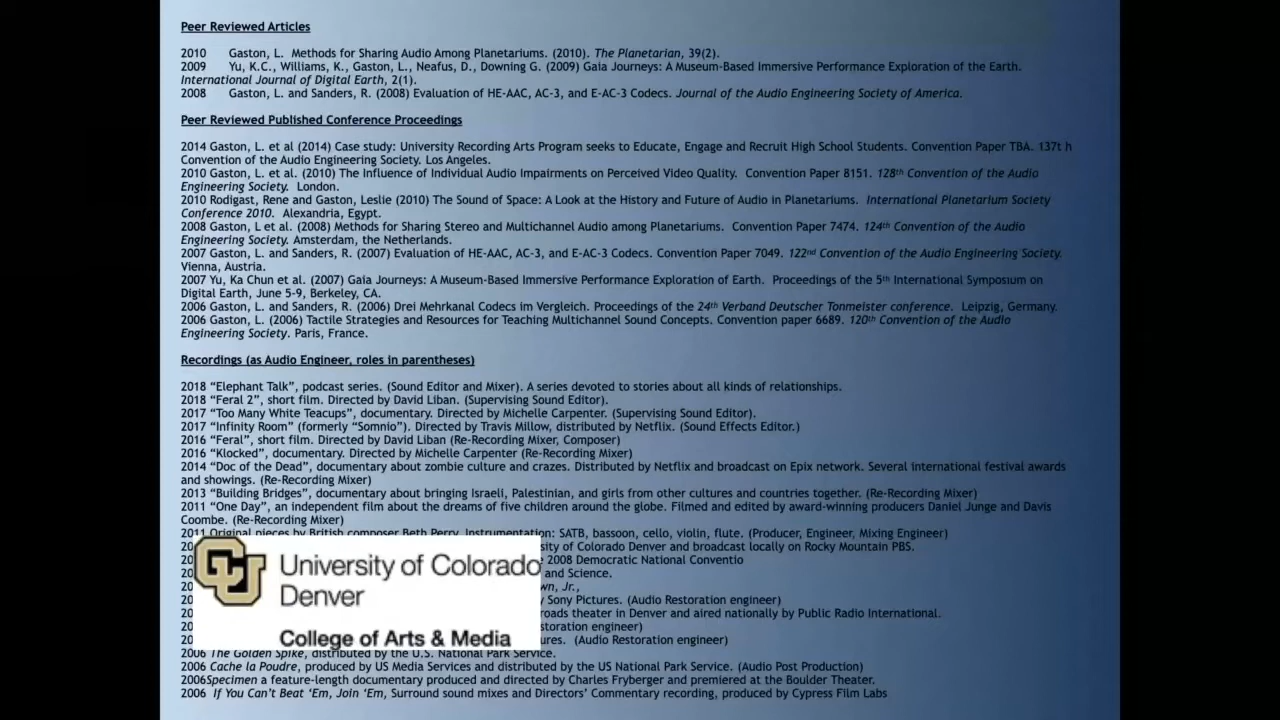 Peer Reviewed Articles
2010 Gaston, L. Methods for Sharing Audio Among Planetariums. (2010). The Planetarian, 39(2).
2009 Yu, K.C., Williams, K., Gaston, L., Neafus, D., Downing G. (2009) Gaia Journeys: A Museum-Based Immersive Performance Exploration of the Earth.
International Journal of Digital Earth, 2(1).
2008 Gaston, L. and Sanders, R. (2008) Evaluation of HE-AAC, AC-3, and E-AC-3 Codecs. Journal of the Audio Engineering Society of America.
Peer Reviewed Published Conference Proceedings
2014 Gaston, L. et al (2014) Case study: University Recording Arts Program seeks to Educate, Engage and Recruit High School Students. Convention Paper TBA. 137t h
Convention of the Audio Engineering Society. Los Angeles.
2010 Gaston, L. et al. (2010) The Influence of Individual Audio Impairments on Perceived Video Quality. Convention Paper 8151. 128th Convention of the Audio
Engineering Society. London.
2010 Rodigast, Rene and Gaston, Leslie (2010) The Sound of Space: A Look at the History and Future of Audio in Planetariums. International Planetarium Society
Conference 2010. Alexandria, Egypt.
2008 Gaston, L et al. (2008) Methods for Sharing Stereo and Multichannel Audio among Planetariums. Convention Paper 7474. 124th Convention of the Audio
Engineering Society. Amsterdam, the Netherlands.
2007 Gaston, L. and Sanders, R. (2007) Evaluation of HE-AAC, AC-3, and E-AC-3 Codecs. Convention Paper 7049. 122nd Convention of the Audio Engineering Society.
Vienna, Austria.
2007 Yu, Ka Chun et al. (2007) Gaia Journeys: A Museum-Based Immersive Performance Exploration of Earth. Proceedings of the 5th International Symposium on
Digital Earth, June 5-9, Berkeley, CA.
2006 Gaston, L. and Sanders, R. (2006) Drei Mehrkanal Codecs im Vergleich. Proceedings of the 24th Verband Deutscher Tonmeister conference. Leipzig, Germany.
2006 Gaston, L. (2006) Tactile Strategies and Resources for Teaching Multichannel Sound Concepts. Convention paper 6689. 120th Convention of the Audio
Engineering Society. Paris, France.
Recordings (as Audio Engineer, roles in parentheses)
2018 “Elephant Talk”, podcast series. (Sound Editor and Mixer). A series devoted to stories about all kinds of relationships.
2018 “Feral 2”, short film. Directed by David Liban. (Supervising Sound Editor).
2017 “Too Many White Teacups”, documentary. Directed by Michelle Carpenter. (Supervising Sound Editor).
2017 “Infinity Room” (formerly “Somnio”). Directed by Travis Millow, distributed by Netflix. (Sound Effects Editor.)
2016 “Feral”, short film. Directed by David Liban (Re-Recording Mixer, Composer)
2016 “Klocked”, documentary. Directed by Michelle Carpenter (Re-Recording Mixer)
2014 “Doc of the Dead”, documentary about zombie culture and crazes. Distributed by Netflix and broadcast on Epix network. Several international festival awards
and showings. (Re-Recording Mixer)
2013 “Building Bridges”, documentary about bringing Israeli, Palestinian, and girls from other cultures and countries together. (Re-Recording Mixer)
2011 “One Day”, an independent film about the dreams of five children around the globe. Filmed and edited by award-winning producers Daniel Junge and Davis
Coombe. (Re-Recording Mixer)
2011 Original pieces by British composer Beth Perry. Instrumentation: SATB, bassoon, cello, violin, flute. (Producer, Engineer, Mixing Engineer)
of Colorado Denver and broadcast locally on Rocky Mountain PBS.
2008 Democratic National Conventio
and Science.
Jr.,
Sony Pictures. (Audio Restoration engineer)
theater in Denver and aired nationally by Public Radio International.
engineer)
(Audio Restoration engineer)
University of Colorado
Denver
College of Arts & Media
2006 The Golden Spike, distributed by the U.S. National Park Service.
2006 Cache la Poudre, produced by US Media Services and distributed by the US National Park Service. (Audio Post Production)
2006Specimen a feature-length documentary produced and directed by Charles Fryberger and premiered at the Boulder Theater.
2006 If You Can’t Beat ‘Em, Join ‘Em, Surround sound mixes and Directors’ Commentary recording, produced by Cypress Film Labs